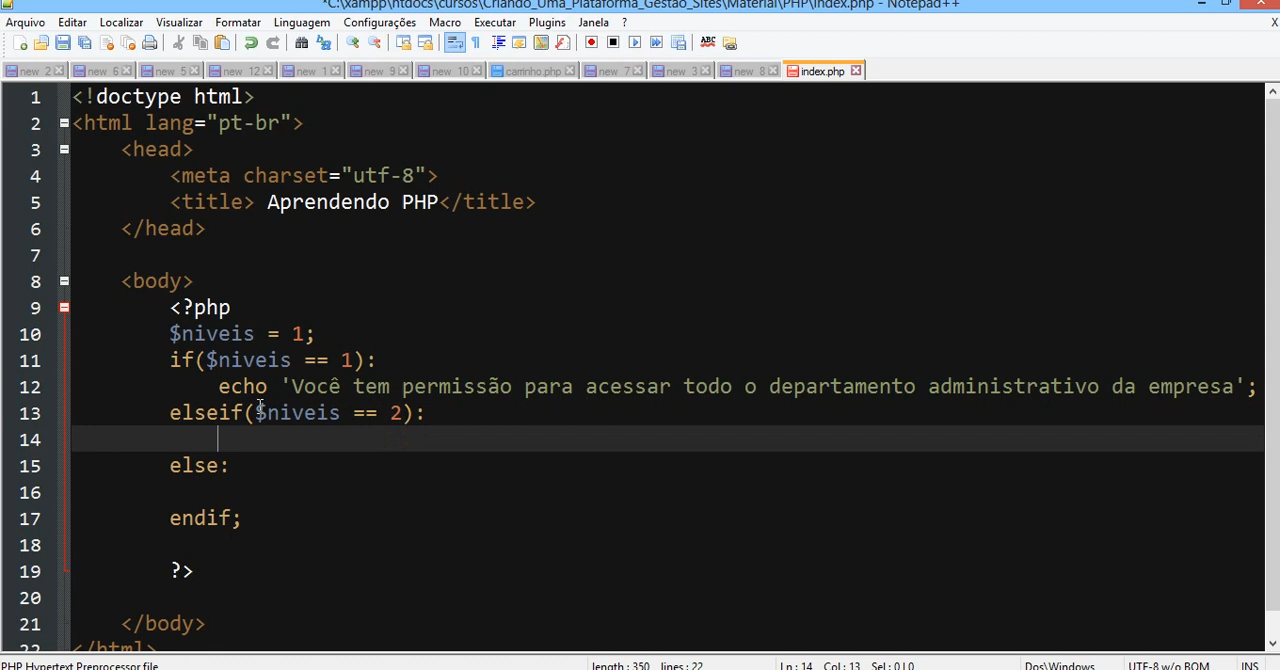 *C:\xampp\htdocs\cursos\Criando_Uma_Plataforma_Gestao_Sites\Material\PHP\index.php - Notepad++
Arquivo Editar Localizar Visualizar Formatar Linguagem Configurações Macro Executar Plugins Janela ? X
new 2 new 6 new 5 new 12 new 1 new 9 new 10 carrinho.php new 7 new 3 new 8 index.php
1 <!doctype html>
2 <html lang="pt-br">
3 <head>
4 <meta charset="utf-8">
5 <title> Aprendendo PHP</title>
6 </head>
7
8 <body>
9 <?php
10 $niveis = 1;
11 if($niveis == 1):
12 echo 'Você tem permissão para acessar todo o departamento administrativo da empresa';
13 elseif($niveis == 2):
14
15 else:
16
17 endif;
18
19 ?>
20
21 </body>
22 </html>
PHP Hypertext Preprocessor file length : 350 lines : 22 Ln : 14 Col : 13 Sel : 0 | 0 Dos\Windows UTF-8 w/o BOM INS